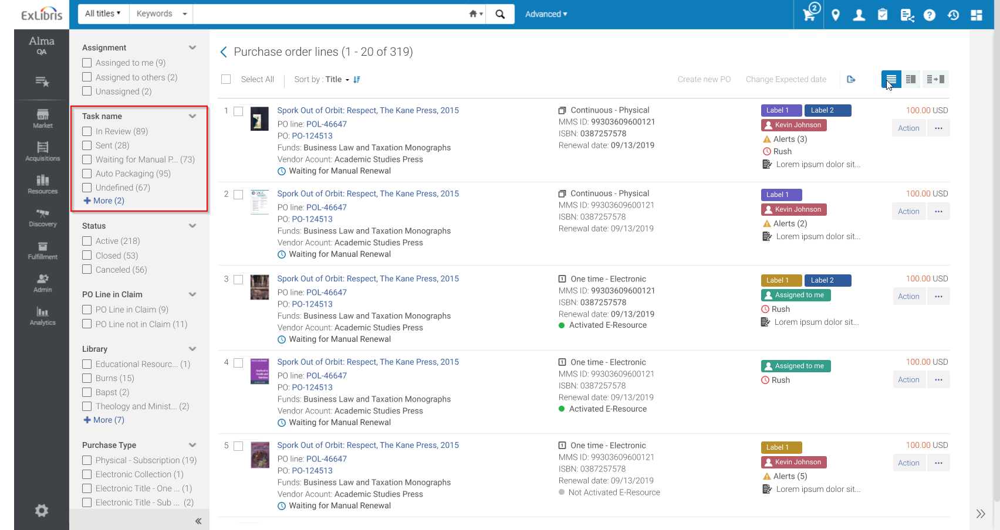 ExLibris
All titles
Keywords
Advanced
2
Alma
QA
Market
Acquisitions
Resources
Discovery
Fulfillment
Admin
Analytics
Assignment
Assinged to me (9)
Assigned to others (2)
Unassigned (2)
Task name
In Review (89)
Sent (28)
Waiting for Manual P... (73)
Auto Packaging (95)
Undefined (67)
+ More (2)
Status
Active (218)
Closed (53)
Canceled (56)
PO Line in Claim
PO Line in Claim (9)
PO Line not in Claim (11)
Library
Educational Resourc... (1)
Burns (15)
Bapst (2)
Theology and Minist... (2)
+ More (7)
Purchase Type
Physical - Subscription (19)
Electronic Collection (1)
Electronic Title - One ... (1)
Electronic Title - Sub ... (2)
Purchase order lines (1 - 20 of 319)
Select All
Sort by : Title
Create new PO
Change Expected date
1
Spork Out of Orbit: Respect, The Kane Press, 2015
PO line: POL-46647
PO: PO-124513
Funds: Business Law and Taxation Monographs
Vendor Acount: Academic Studies Press
Waiting for Manual Renewal
Continuous - Physical
MMS ID: 99303609600121
ISBN: 0387257578
Renewal date: 09/13/2019
Label 1
Label 2
Kevin Johnson
Alerts (3)
Rush
Lorem ipsum dolor sit...
100.00 USD
Action
2
Spork Out of Orbit: Respect, The Kane Press, 2015
PO line: POL-46647
PO: PO-124513
Funds: Business Law and Taxation Monographs
Vendor Acount: Academic Studies Press
Waiting for Manual Renewal
Continuous - Physical
MMS ID: 99303609600121
ISBN: 0387257578
Renewal date: 09/13/2019
Label 1
Kevin Johnson
Alerts (2)
Lorem ipsum dolor sit...
100.00 USD
Action
3
Spork Out of Orbit: Respect, The Kane Press, 2015
PO line: POL-46647
PO: PO-124513
Funds: Business Law and Taxation Monographs
Vendor Acount: Academic Studies Press
Waiting for Manual Renewal
One time - Electronic
MMS ID: 99303609600121
ISBN: 0387257578
Renewal date: 09/13/2019
Activated E-Resource
Label 1
Label 2
Assigned to me
Rush
Lorem ipsum dolor sit...
100.00 USD
Action
4
Spork Out of Orbit: Respect, The Kane Press, 2015
PO line: POL-46647
PO: PO-124513
Funds: Business Law and Taxation Monographs
Vendor Acount: Academic Studies Press
Waiting for Manual Renewal
One time - Electronic
MMS ID: 99303609600121
ISBN: 0387257578
Renewal date: 09/13/2019
Activated E-Resource
Assigned to me
Rush
100.00 USD
Action
5
Spork Out of Orbit: Respect, The Kane Press, 2015
PO line: POL-46647
PO: PO-124513
Funds: Business Law and Taxation Monographs
Vendor Acount: Academic Studies Press
Waiting for Manual Renewal
One time - Electronic
MMS ID: 99303609600121
ISBN: 0387257578
Renewal date: 09/13/2019
Not Activated E-Resource
Label 1
Kevin Johnson
Alerts (5)
Lorem ipsum dolor sit...
100.00 USD
Action